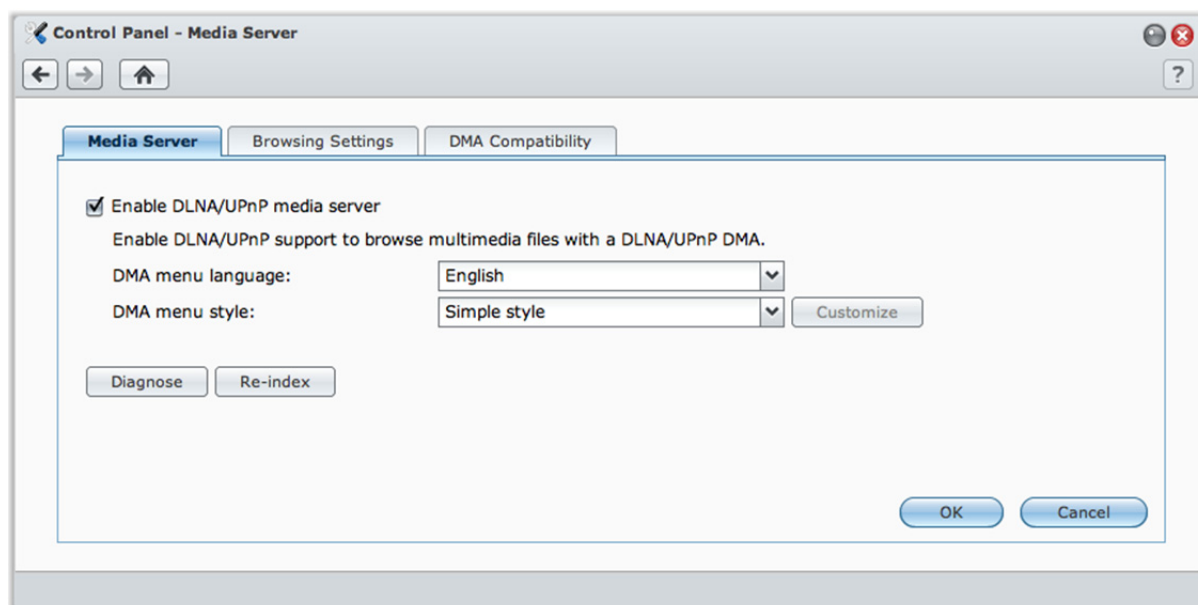 Control Panel - Media Server
?
Media Server Browsing Settings DMA Compatibility
Enable DLNA/UPnP media server
Enable DLNA/UPnP support to browse multimedia files with a DLNA/UPnP DMA.
DMA menu language: English
DMA menu style: Simple style Customize
Diagnose Re-index
OK Cancel